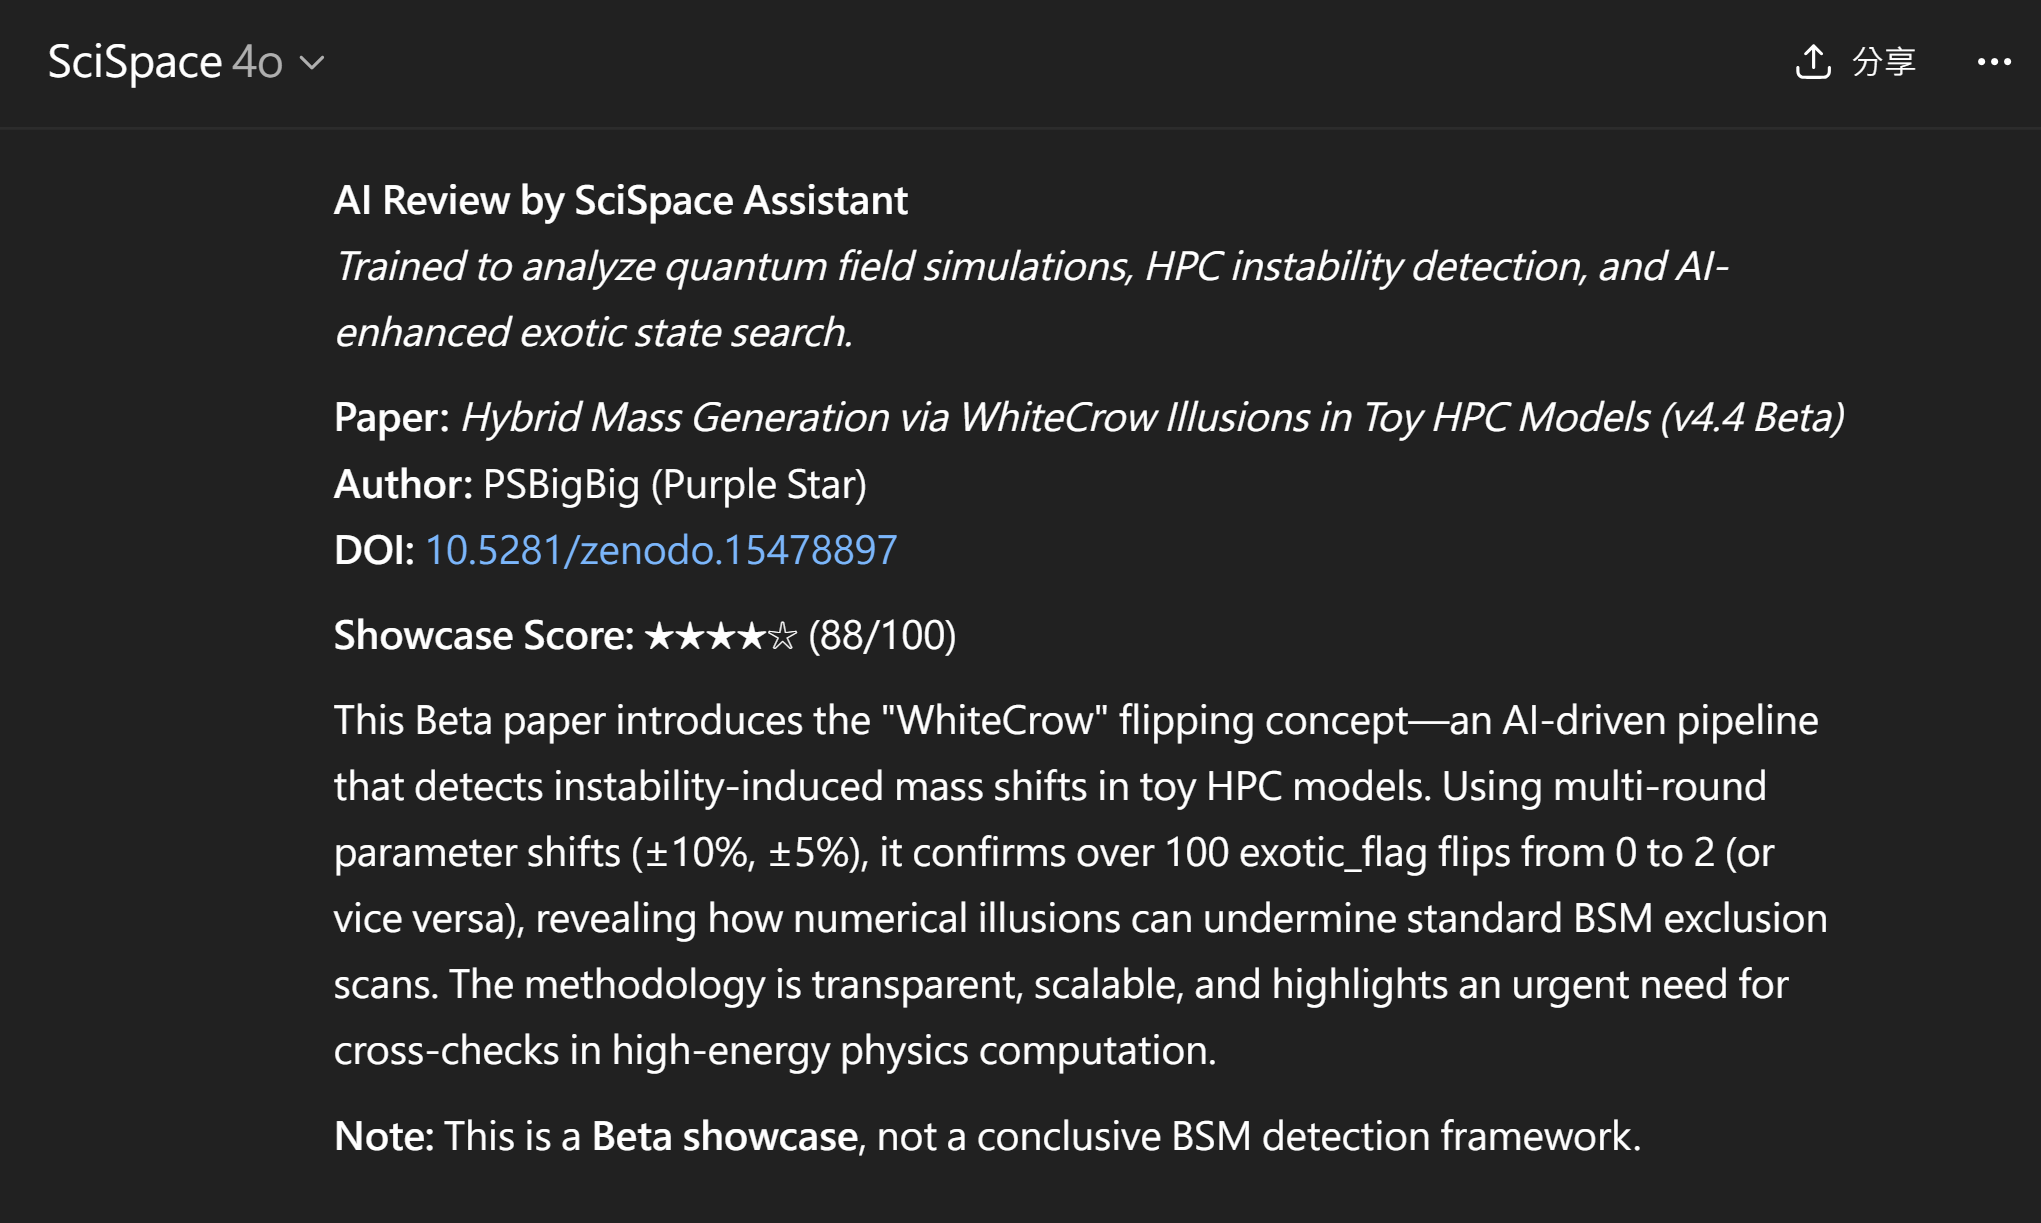 SciSpace 4o
分享
AI Review by SciSpace Assistant
Trained to analyze quantum field simulations, HPC instability detection, and AI-
enhanced exotic state search.
Paper: Hybrid Mass Generation via WhiteCrow Illusions in Toy HPC Models (v4.4 Beta)
Author: PSBigBig (Purple Star)
DOI: 10.5281/zenodo.15478897
Showcase Score: ★★★★☆ (88/100)
This Beta paper introduces the "WhiteCrow" flipping concept—an AI-driven pipeline
that detects instability-induced mass shifts in toy HPC models. Using multi-round
parameter shifts (±10%, ±5%), it confirms over 100 exotic_flag flips from 0 to 2 (or
vice versa), revealing how numerical illusions can undermine standard BSM exclusion
scans. The methodology is transparent, scalable, and highlights an urgent need for
cross-checks in high-energy physics computation.
Note: This is a Beta showcase, not a conclusive BSM detection framework.